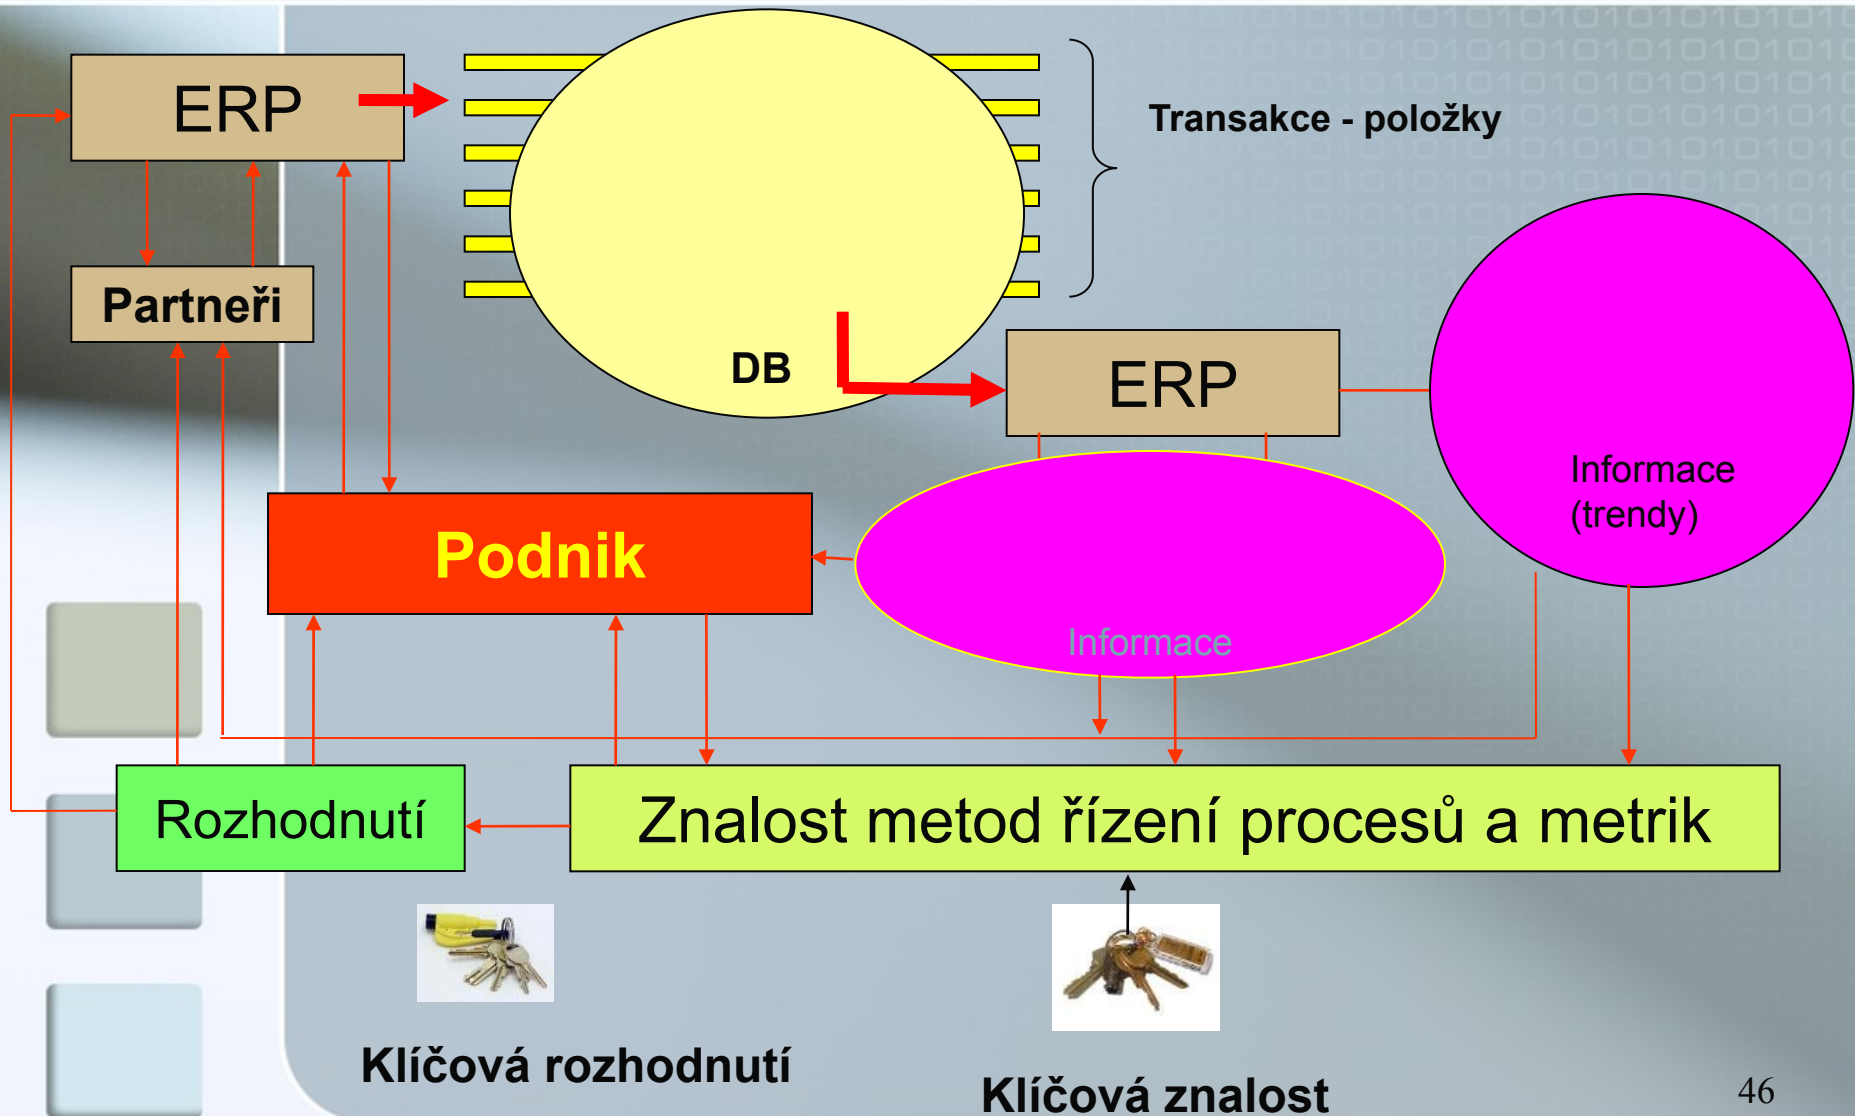 ERP
Transakce - položky
Partneři
DB
ERP
Informace
(trendy)
Podnik
Informace
Rozhodnutí
Znalost metod řízení procesů a metrik
Klíčová rozhodnutí
Klíčová znalost
46